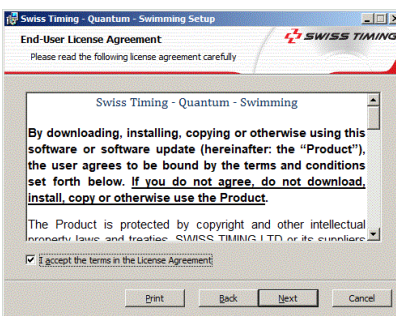 Swiss Timing - Quantum - Swimming Setup
End-User License Agreement
SWISS TIMING
Please read the following license agreement carefully
Swiss Timing - Quantum - Swimming
By downloading, installing, copying or otherwise using this
software or software update (hereinafter: the “Product”),
the user agrees to be bound by the terms and conditions
set forth below. If you do not agree, do not download,
install, copy or otherwise use the Product.
The Product is protected by copyright and other intellectual
property laws and treaties. SWISS TIMING LTD or its suppliers
I accept the terms in the License Agreement
Print Back Next Cancel